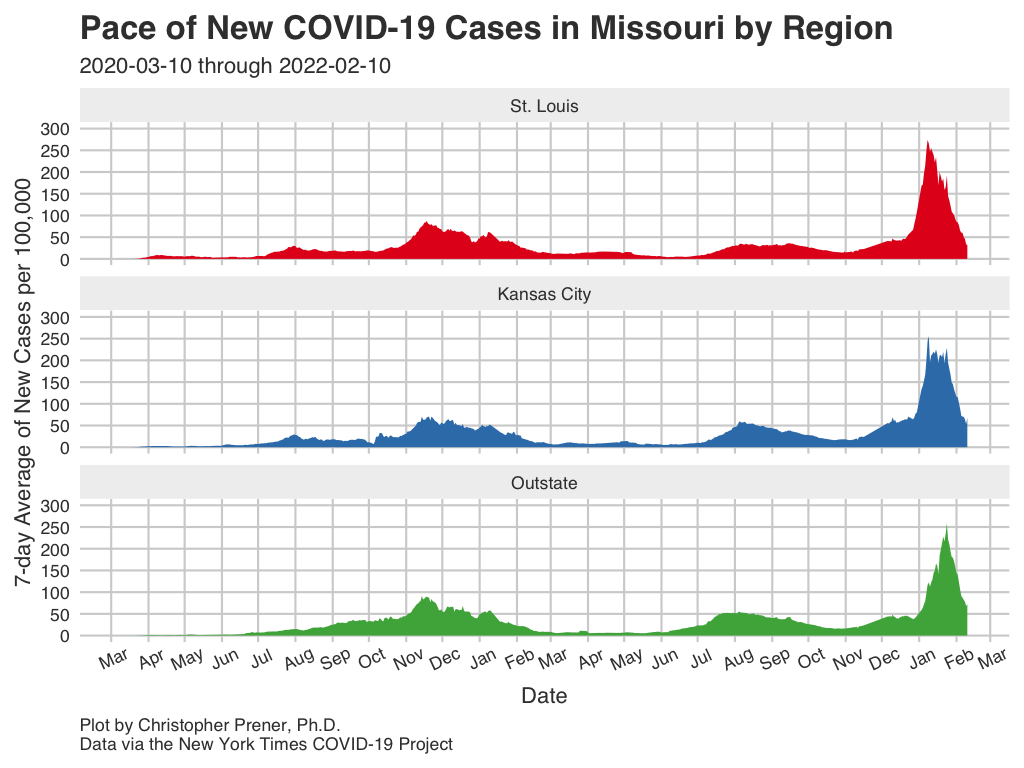 Pace of New COVID-19 Cases in Missouri by Region
2020-03-10 through 2022-02-10
7-day Average of New Cases per 100,000
St. Louis
300
250
200
150
100
50
0
Kansas City
300
250
200
150
100
50
0
Outstate
300
250
200
150
100
50
0
Mar Apr May Jun Jul Aug Sep Oct Nov Dec Jan Feb Mar Apr May Jun Jul Aug Sep Oct Nov Dec Jan Feb Mar
Date
Plot by Christopher Prener, Ph.D.
Data via the New York Times COVID-19 Project